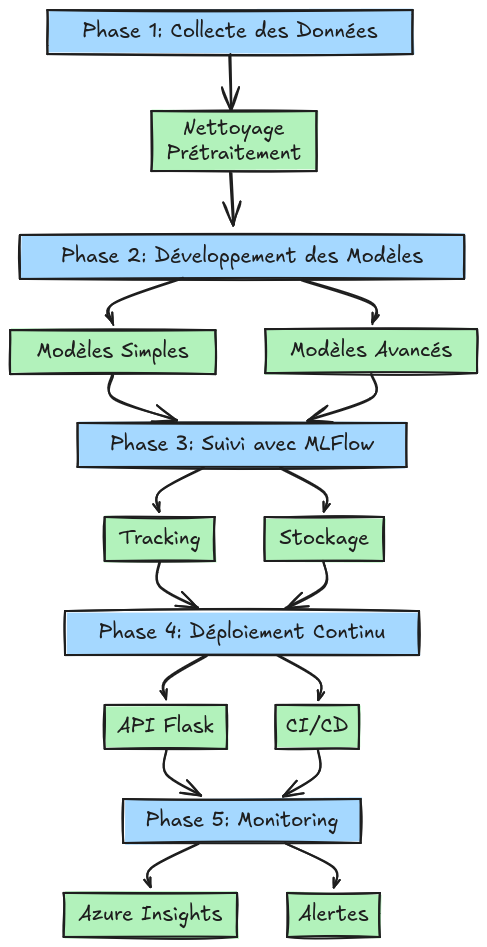 Phase 1: Collecte des Données
Nettoyage
Prétraitement
Phase 2: Développement des Modèles
Modèles Simples
Modèles Avancés
Phase 3: Suivi avec MLFlow
Tracking
Stockage
Phase 4: Déploiement Continu
API Flask
CI/CD
Phase 5: Monitoring
Azure Insights
Alertes